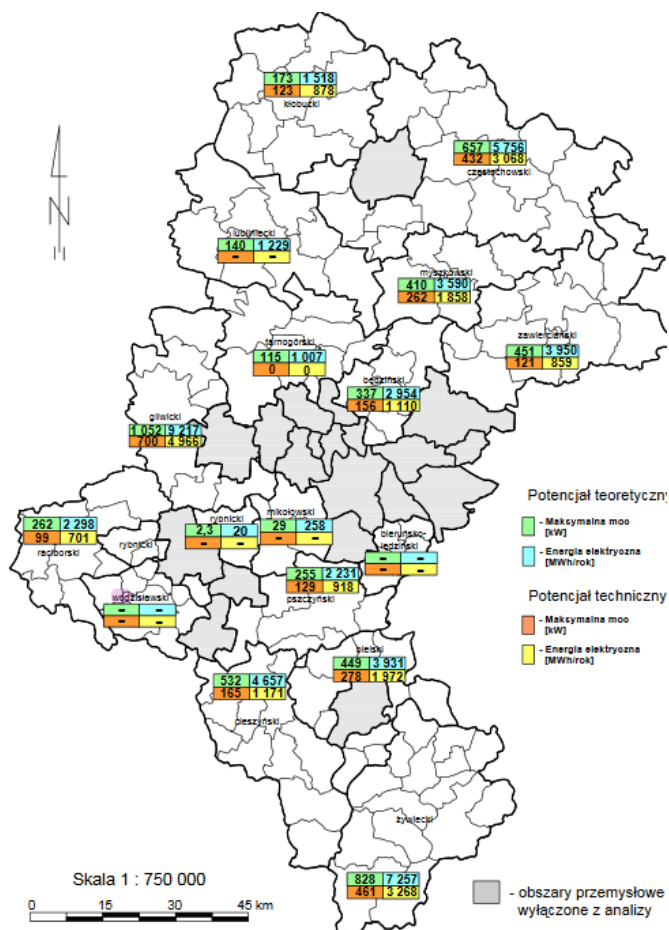 173 1 518
123 878
kłobucki
657 5 756
432 3 068
częstochowski
N
lubliniecki
140 1 229
- -
myszkowski
410 3 590
262 1 858
zawierciański
451 3 950
121 859
tarnogórski
115 1 007
0 0
będziński
337 2 954
156 1 110
gliwicki
1 052 9 217
700 4 966
Potencjał teoretyczny
- Maksymalna moo
[kW]
- Energia elektryozna
[MWh/rok]
262 2 298
99 701
raciborski
rybnicki
rybnicki
2,3 20
- -
mikołowski
29 258
- -
bieruńsko-
lędziński
- -
- -
255 2 231
129 918
pszczyński
wodzisławski
- -
- -
Potencjał techniczny
- Maksymalna moo
[kW]
- Energia elektryozna
[MWh/rok]
bielski
449 3 931
278 1 972
532 4 657
165 1 171
cieszyński
żywiecki
828 7 257
461 3 268
Skala 1 : 750 000
0 15 30 45 km
- obszary przemysłowe
wyłączone z analizy